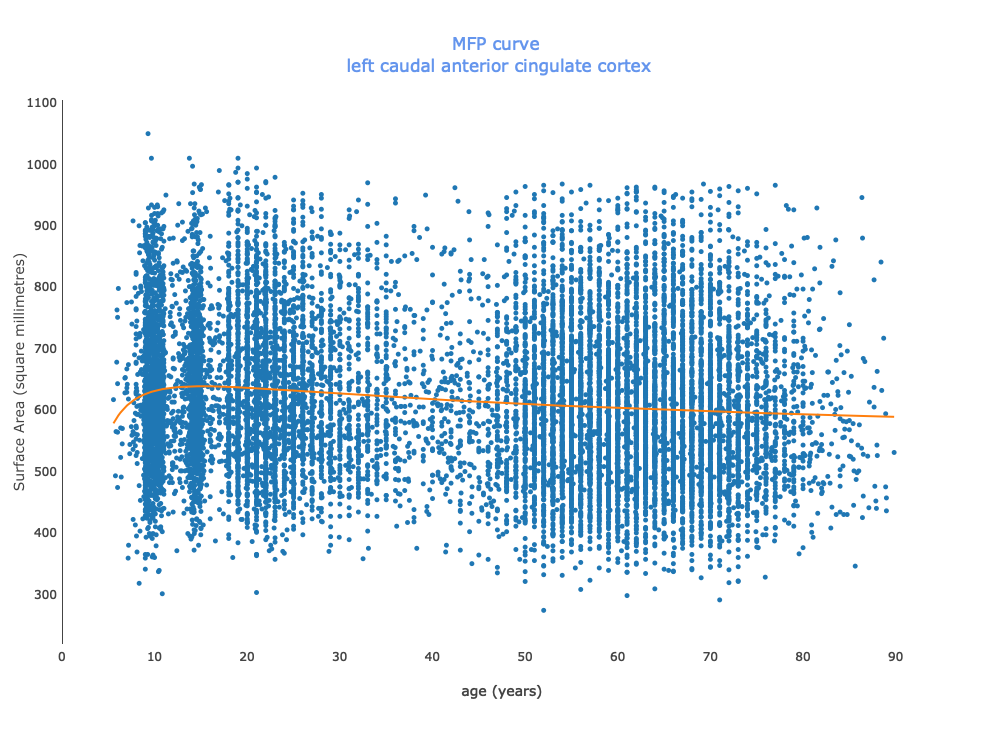 MFP curve
left caudal anterior cingulate cortex
1100
1000
900
800
700
600
500
400
300
Surface Area (square millimetres)
0 10 20 30 40 50 60 70 80 90
age (years)